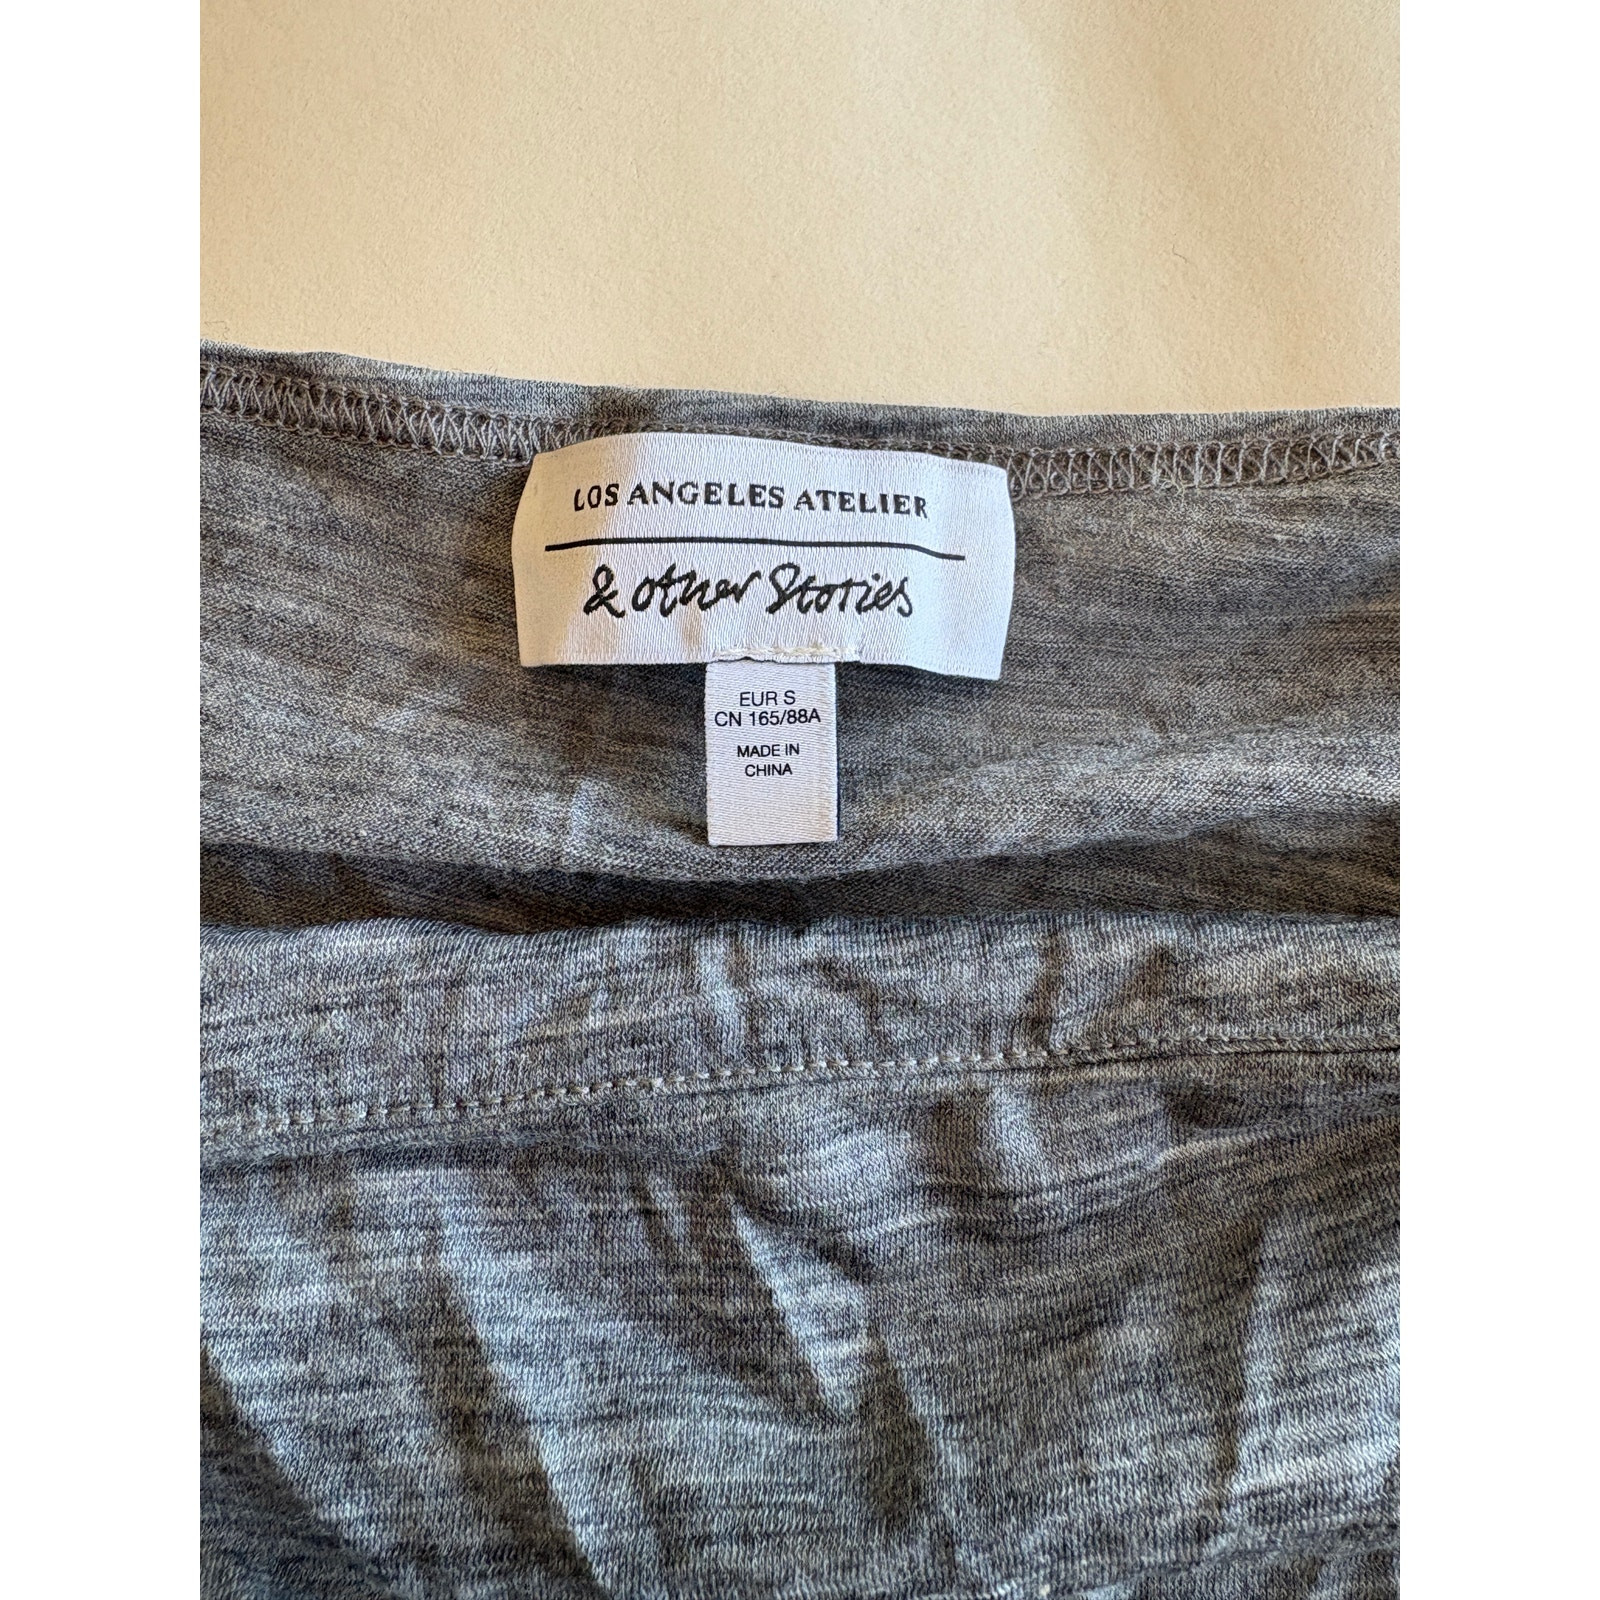 LOS ANGELES ATELIER
& other Stories
EUR S
CN 165/88A
MADE IN
CHINA